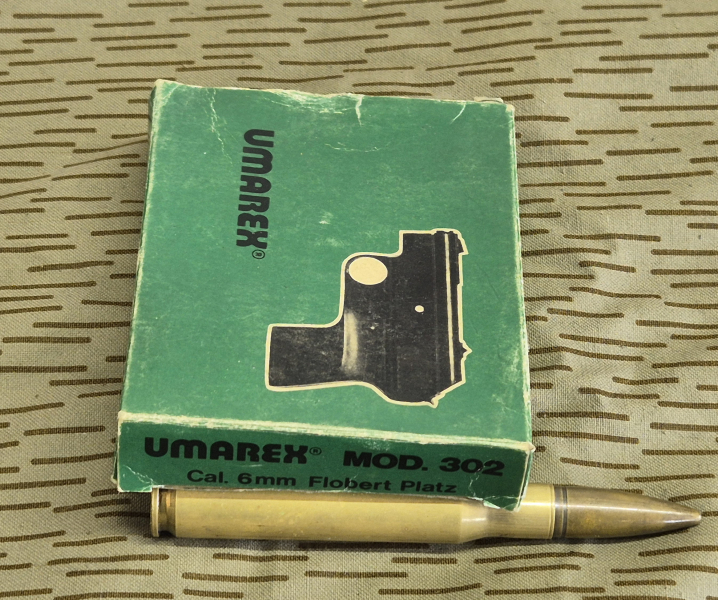 UMAREX®
UMAREX® MOD. 302
Cal. 6mm Flobert Platz